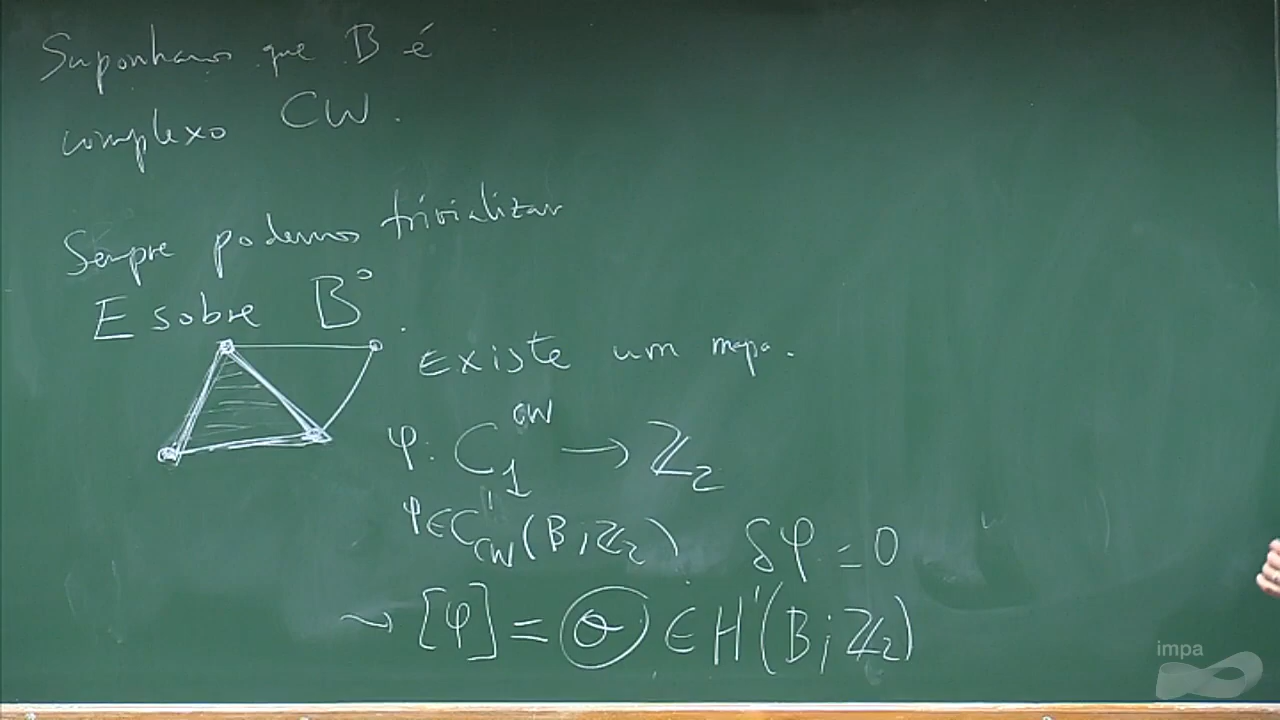 Suponhamos que B é
complexo CW.
Sempre podemos trivializar
E sobre B⁰.
Existe um mapa.
φ: C₁^CW → ℤ₂
φ ∈ C¹_CW(B; ℤ₂) δφ = 0
⇝ [φ] = σ ∈ H¹(B; ℤ₂)
impa